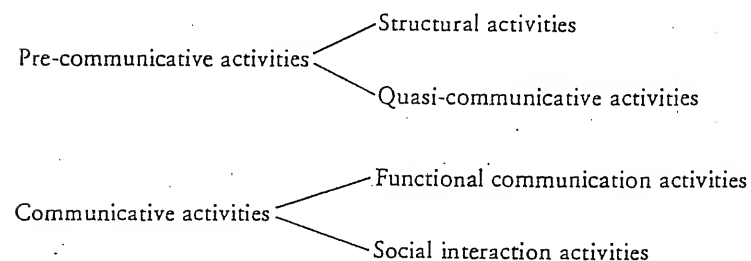 Structural activities
Pre-communicative activities
Quasi-communicative activities
Functional communication activities
Communicative activities
Social interaction activities